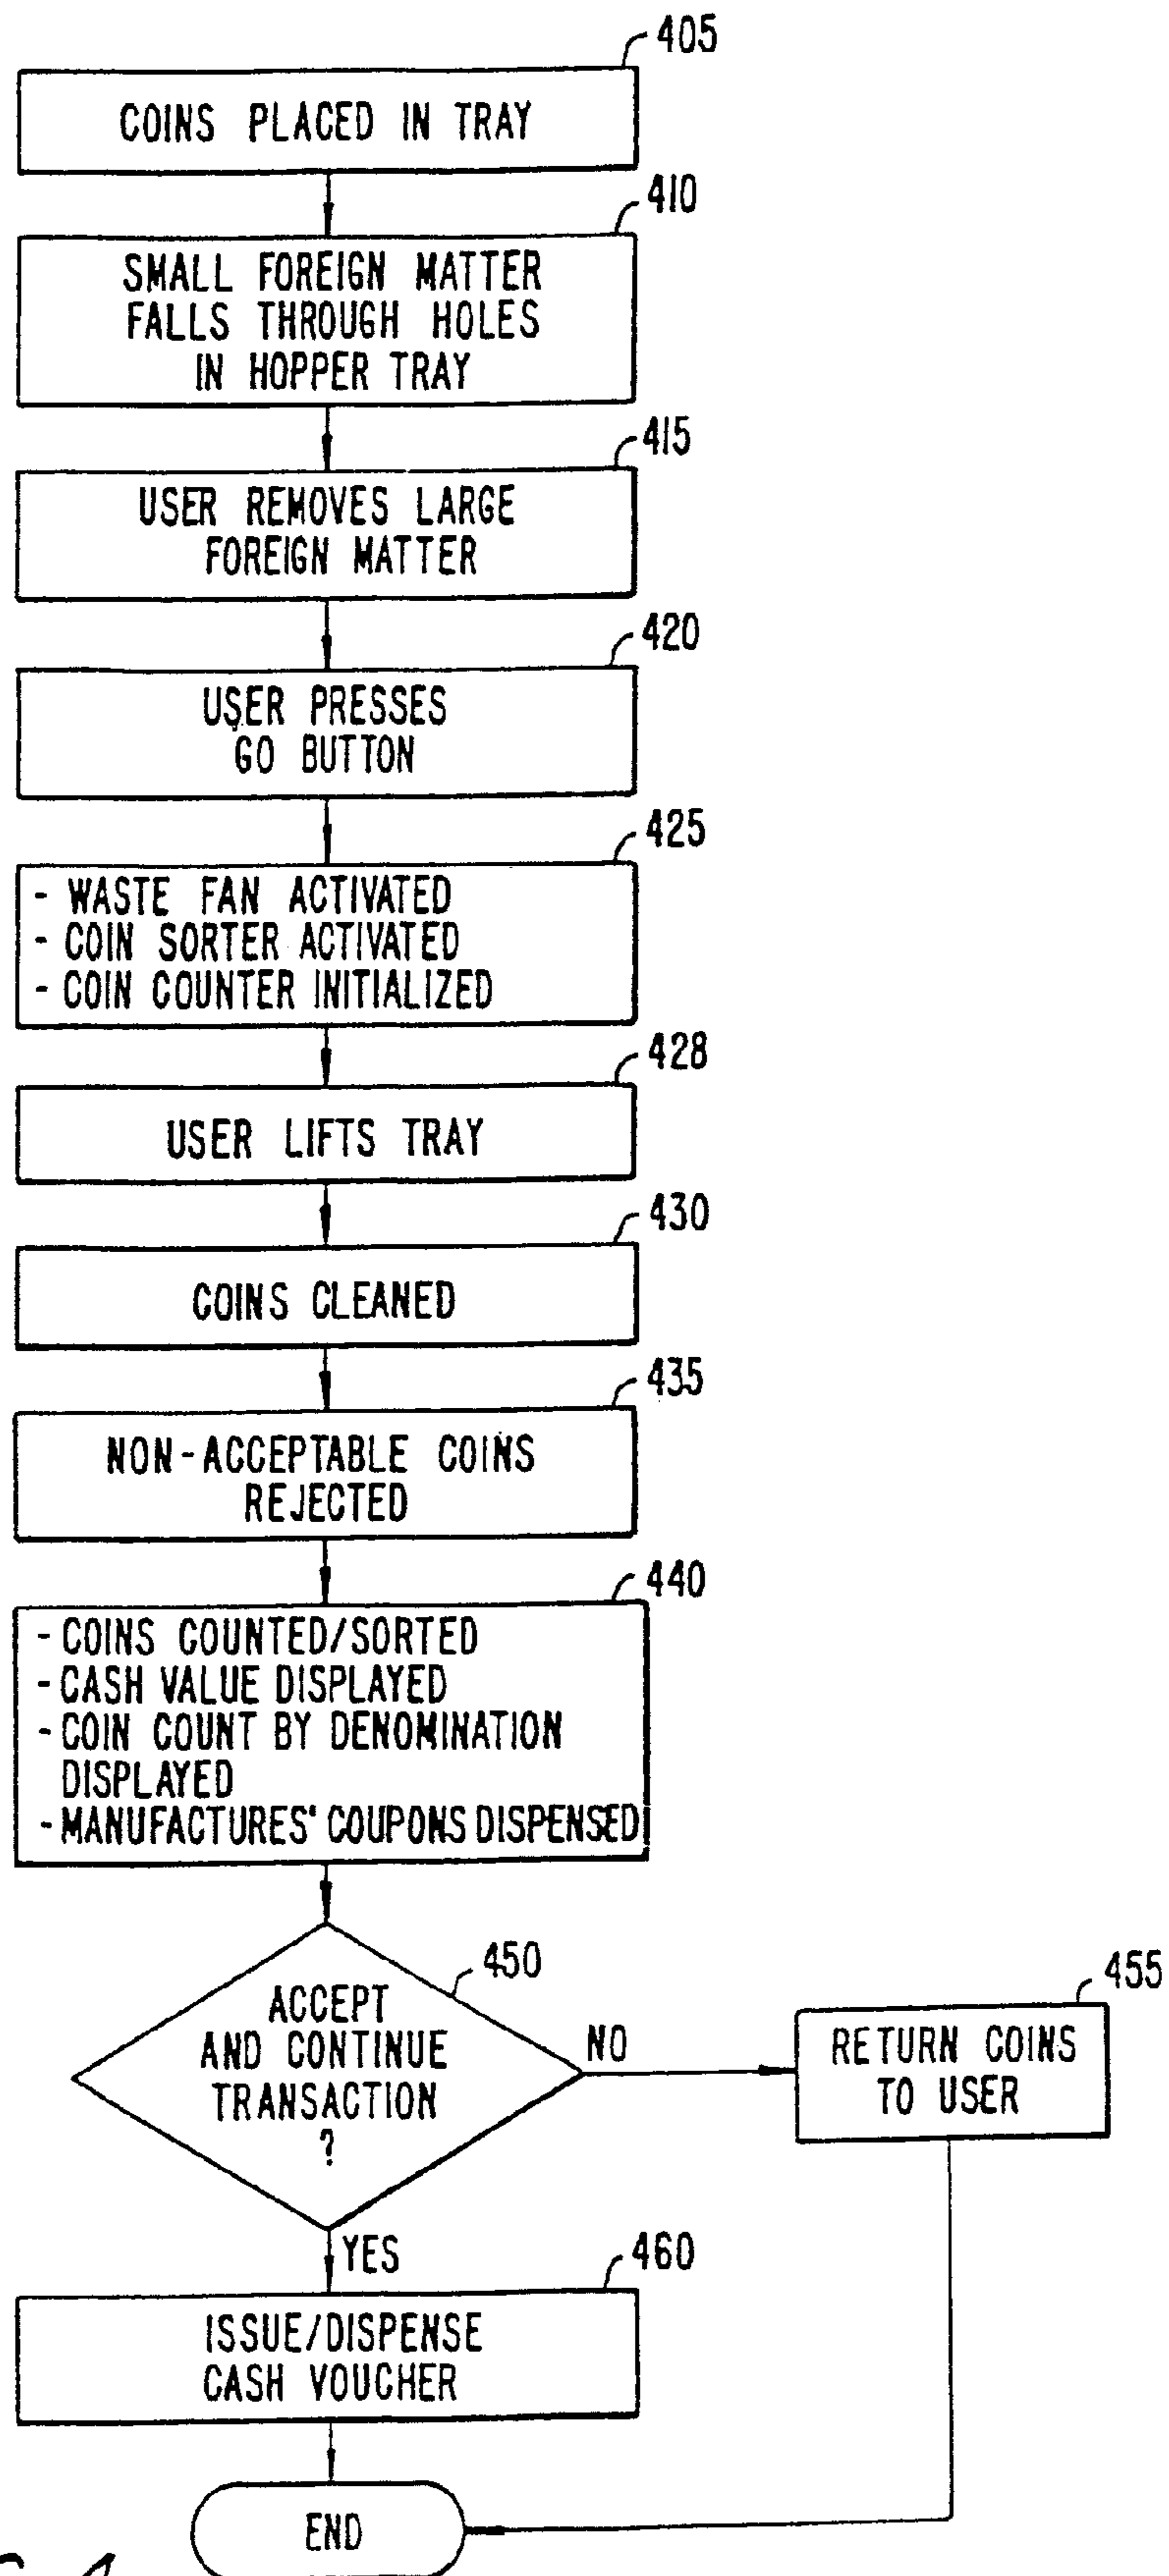 405
COINS PLACED IN TRAY
410
SMALL FOREIGN MATTER
FALLS THROUGH HOLES
IN HOPPER TRAY
415
USER REMOVES LARGE
FOREIGN MATTER
420
USER PRESSES
GO BUTTON
425
- WASTE FAN ACTIVATED
- COIN SORTER ACTIVATED
- COIN COUNTER INITIALIZED
428
USER LIFTS TRAY
430
COINS CLEANED
435
NON-ACCEPTABLE COINS
REJECTED
440
- COINS COUNTED/SORTED
- CASH VALUE DISPLAYED
- COIN COUNT BY DENOMINATION
DISPLAYED
- MANUFACTURES' COUPONS DISPENSED
450
ACCEPT
AND CONTINUE
TRANSACTION
?
NO
455
RETURN COINS
TO USER
YES
460
ISSUE/DISPENSE
CASH VOUCHER
END